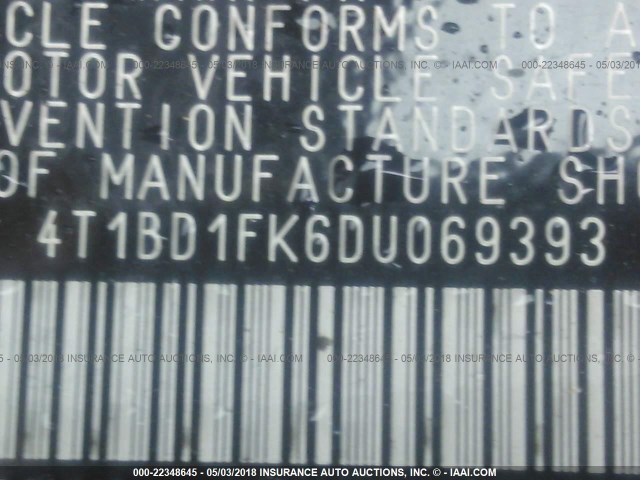 CLE CONFORMS TO A
OTOR VEHICLE SAFE
VENTION STANDARDS
OF MANUFACTURE SHO
4T1BD1FK6DU069393
000-22348645 - 05/03/2018 INSURANCE AUTO AUCTIONS, INC. © - IAAI.COM